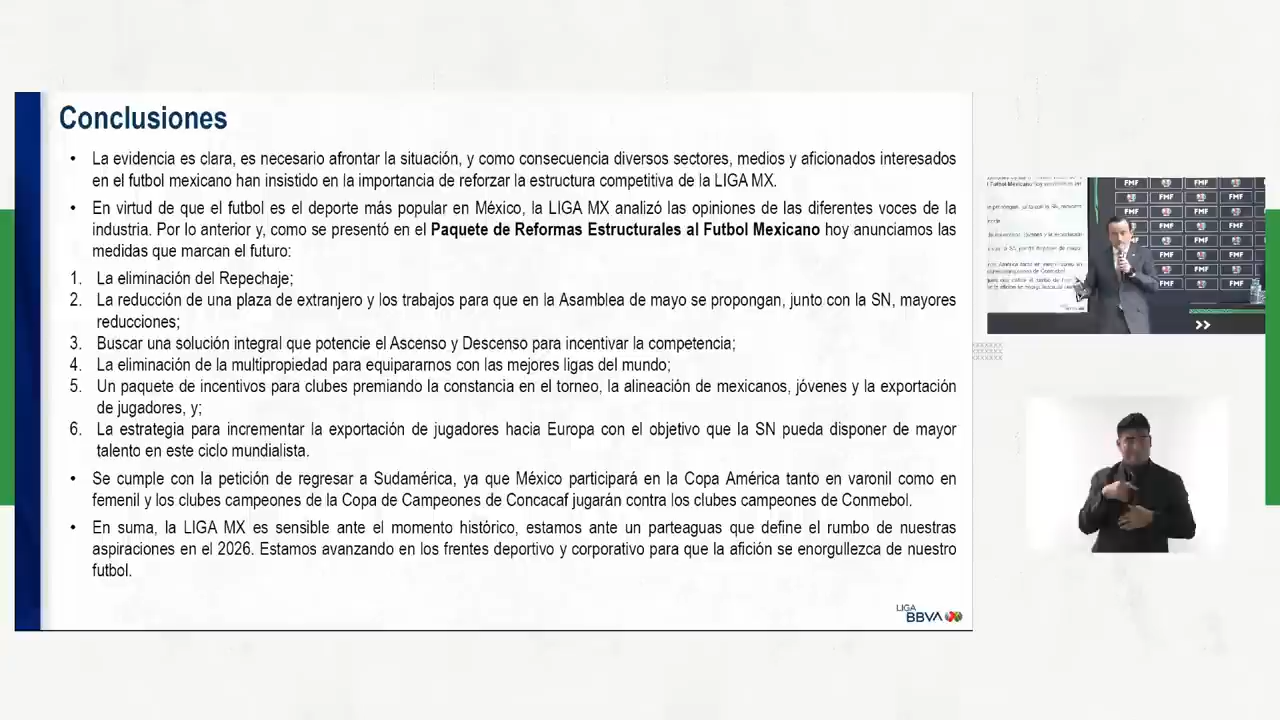 Conclusiones
• La evidencia es clara, es necesario afrontar la situación, y como consecuencia diversos sectores, medios y aficionados interesados
en el futbol mexicano han insistido en la importancia de reforzar la estructura competitiva de la LIGA MX.
• En virtud de que el futbol es el deporte más popular en México, la LIGA MX analizó las opiniones de las diferentes voces de la
industria. Por lo anterior y, como se presentó en el Paquete de Reformas Estructurales al Futbol Mexicano hoy anunciamos las
medidas que marcan el futuro:
1. La eliminación del Repechaje;
2. La reducción de una plaza de extranjero y los trabajos para que en la Asamblea de mayo se propongan, junto con la SN, mayores
reducciones;
3. Buscar una solución integral que potencie el Ascenso y Descenso para incentivar la competencia;
4. La eliminación de la multipropiedad para equipararnos con las mejores ligas del mundo;
5. Un paquete de incentivos para clubes premiando la constancia en el torneo, la alineación de mexicanos, jóvenes y la exportación
de jugadores, y;
6. La estrategia para incrementar la exportación de jugadores hacia Europa con el objetivo que la SN pueda disponer de mayor
talento en este ciclo mundialista.
• Se cumple con la petición de regresar a Sudamérica, ya que México participará en la Copa América tanto en varonil como en
femenil y los clubes campeones de la Copa de Campeones de Concacaf jugarán contra los clubes campeones de Conmebol.
• En suma, la LIGA MX es sensible ante el momento histórico, estamos ante un parteaguas que define el rumbo de nuestras
aspiraciones en el 2026. Estamos avanzando en los frentes deportivo y corporativo para que la afición se enorgullezca de nuestro
futbol.
LIGA
BBVA
FMF FMF
FMF
FMF FMF
FMF
FMF FMF
FMF
FMF FMF